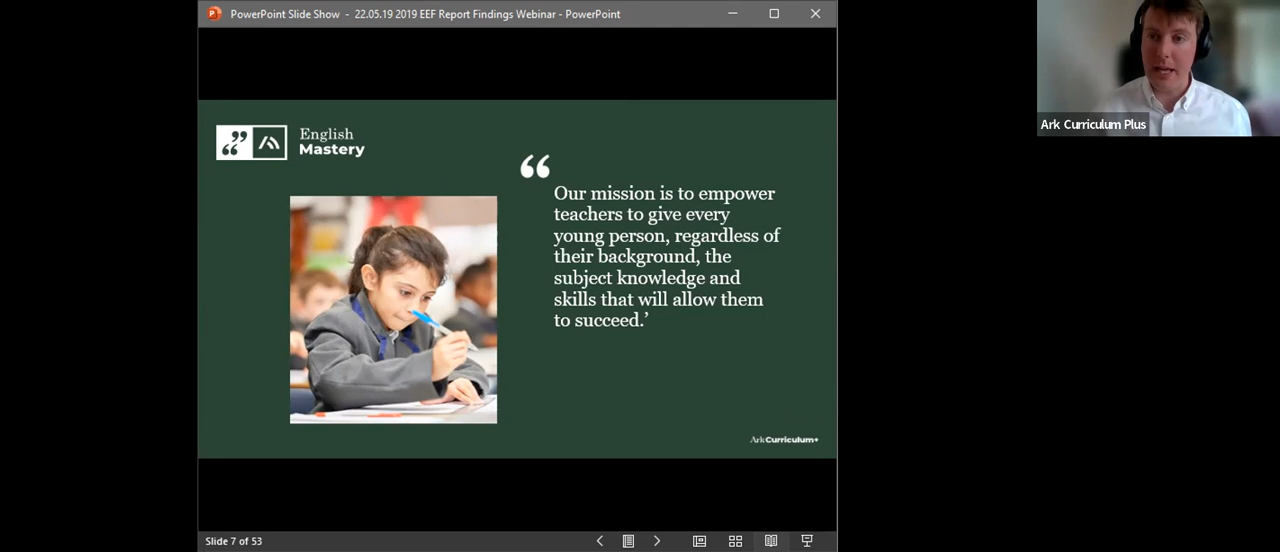 PowerPoint Slide Show - 22.05.19 2019 EEF Report Findings Webinar - PowerPoint
Ark Curriculum Plus
English
Mastery
“
Our mission is to empower
teachers to give every
young person, regardless of
their background, the
subject knowledge and
skills that will allow them
to succeed.’
ArkCurriculum+
Slide 7 of 53